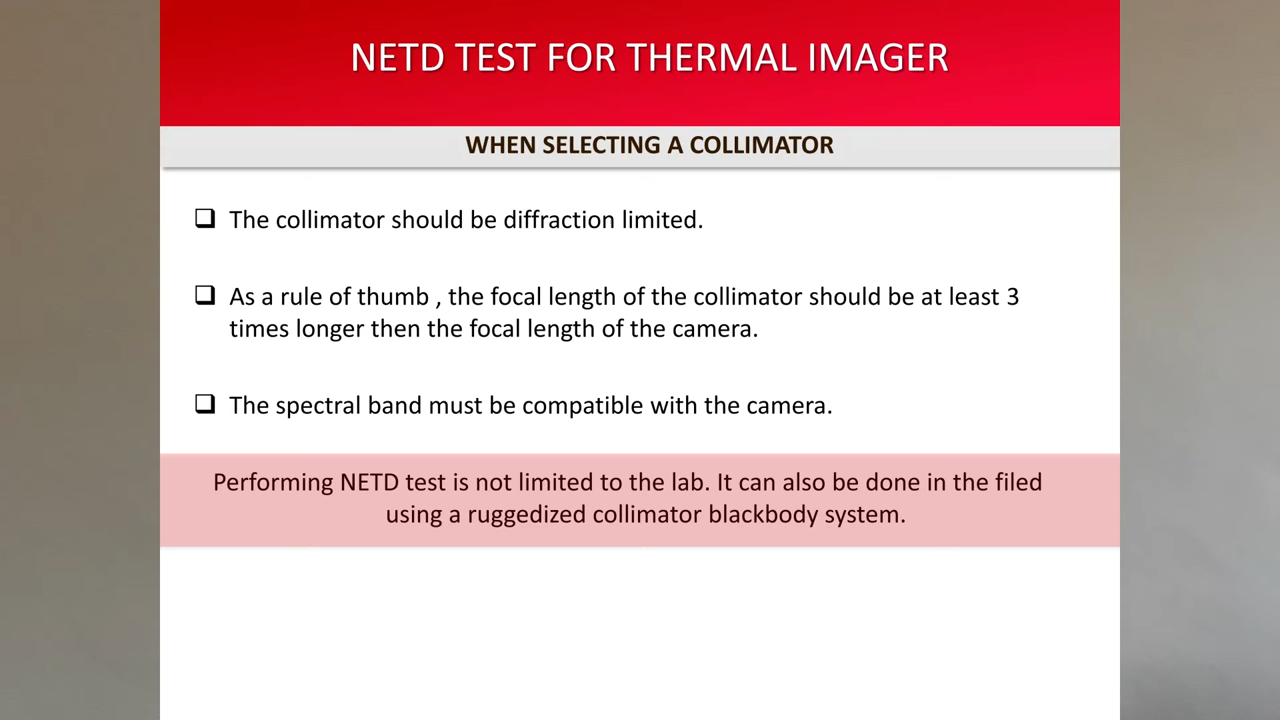 NETD TEST FOR THERMAL IMAGER
WHEN SELECTING A COLLIMATOR
The collimator should be diffraction limited.
As a rule of thumb , the focal length of the collimator should be at least 3
times longer then the focal length of the camera.
The spectral band must be compatible with the camera.
Performing NETD test is not limited to the lab. It can also be done in the filed
using a ruggedized collimator blackbody system.